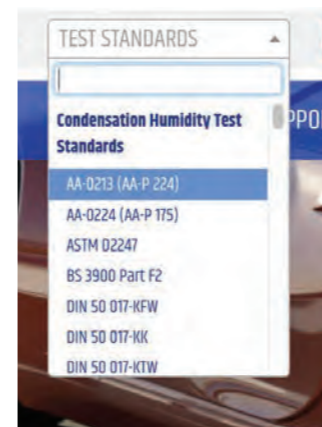 TEST STANDARDS
PPO
Condensation Humidity Test
Standards
AA-0213 (AA-P 224)
AA-0224 (AA-P 175)
ASTM D2247
BS 3900 Part F2
DIN 50 017-KFW
DIN 50 017-KK
DIN 50 017-KTW